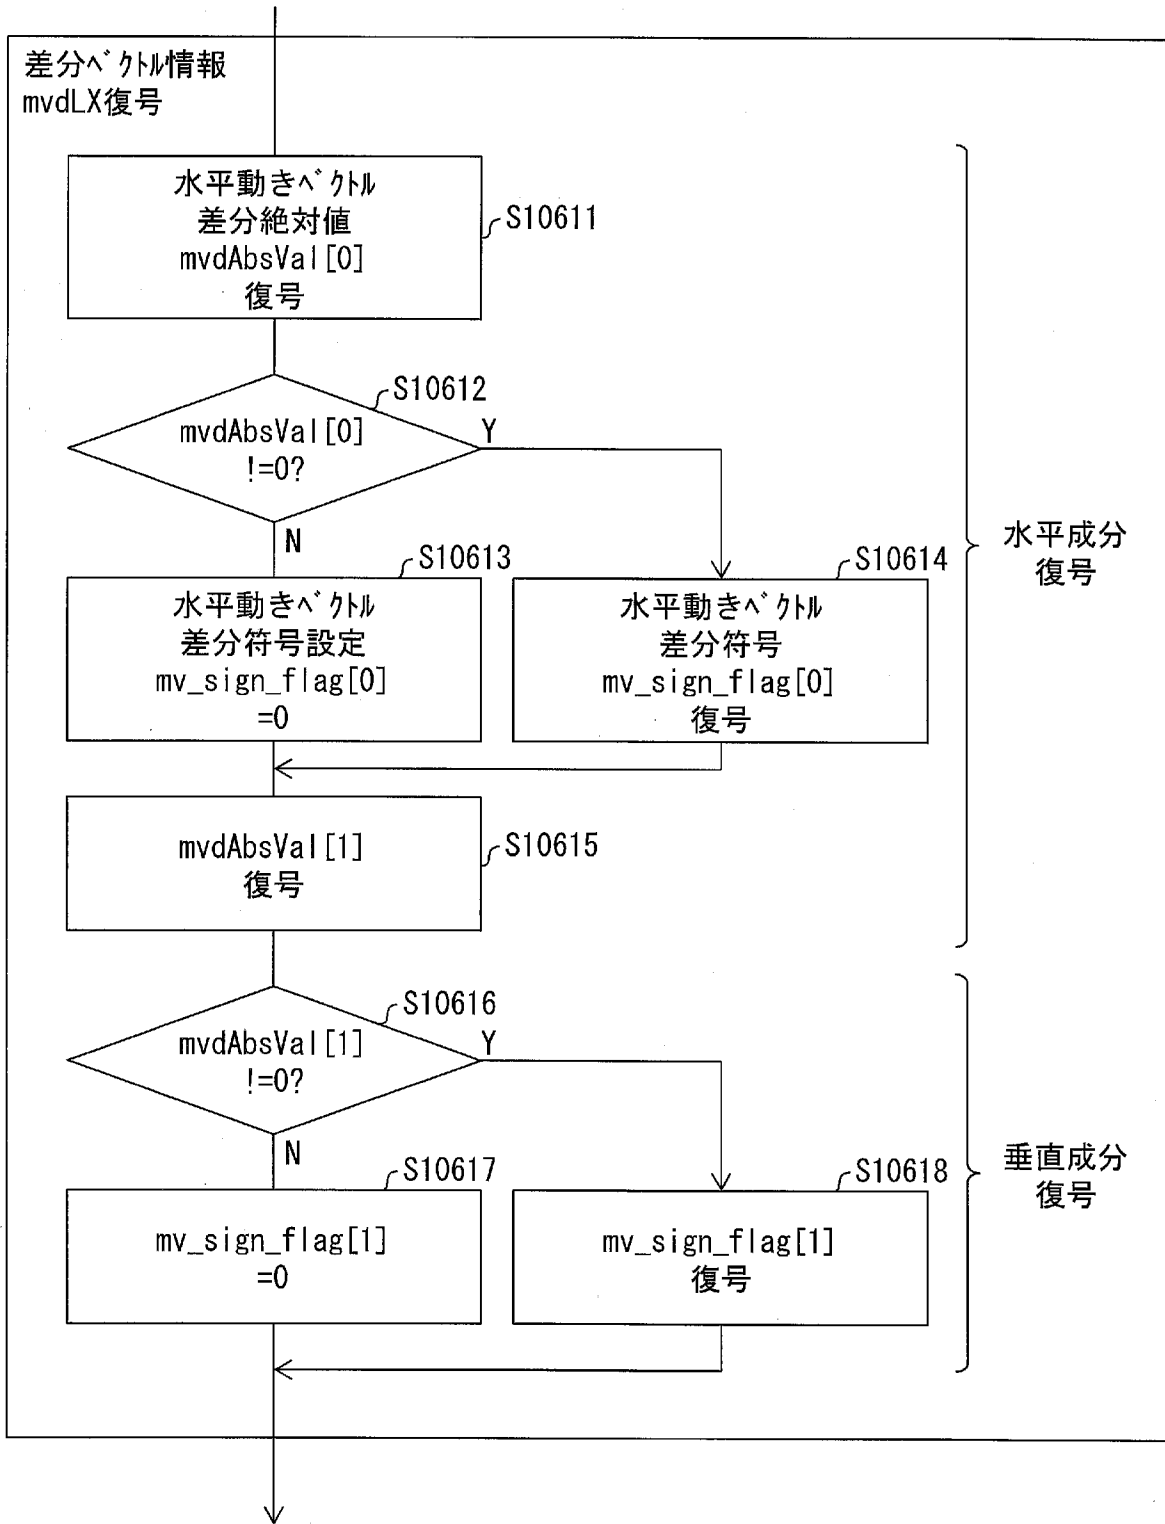 差分ベクトル情報
mvdLX復号
水平動きベクトル
差分絶対値
mvdAbsVal[0]
復号
S10611
S10612
mvdAbsVal[0]
!=0?
Y
N
S10613
水平動きベクトル
差分符号設定
mv_sign_flag[0]
=0
S10614
水平動きベクトル
差分符号
mv_sign_flag[0]
復号
水平成分
復号
mvdAbsVal[1]
復号
S10615
S10616
mvdAbsVal[1]
!=0?
Y
N
S10617
mv_sign_flag[1]
=0
S10618
mv_sign_flag[1]
復号
垂直成分
復号